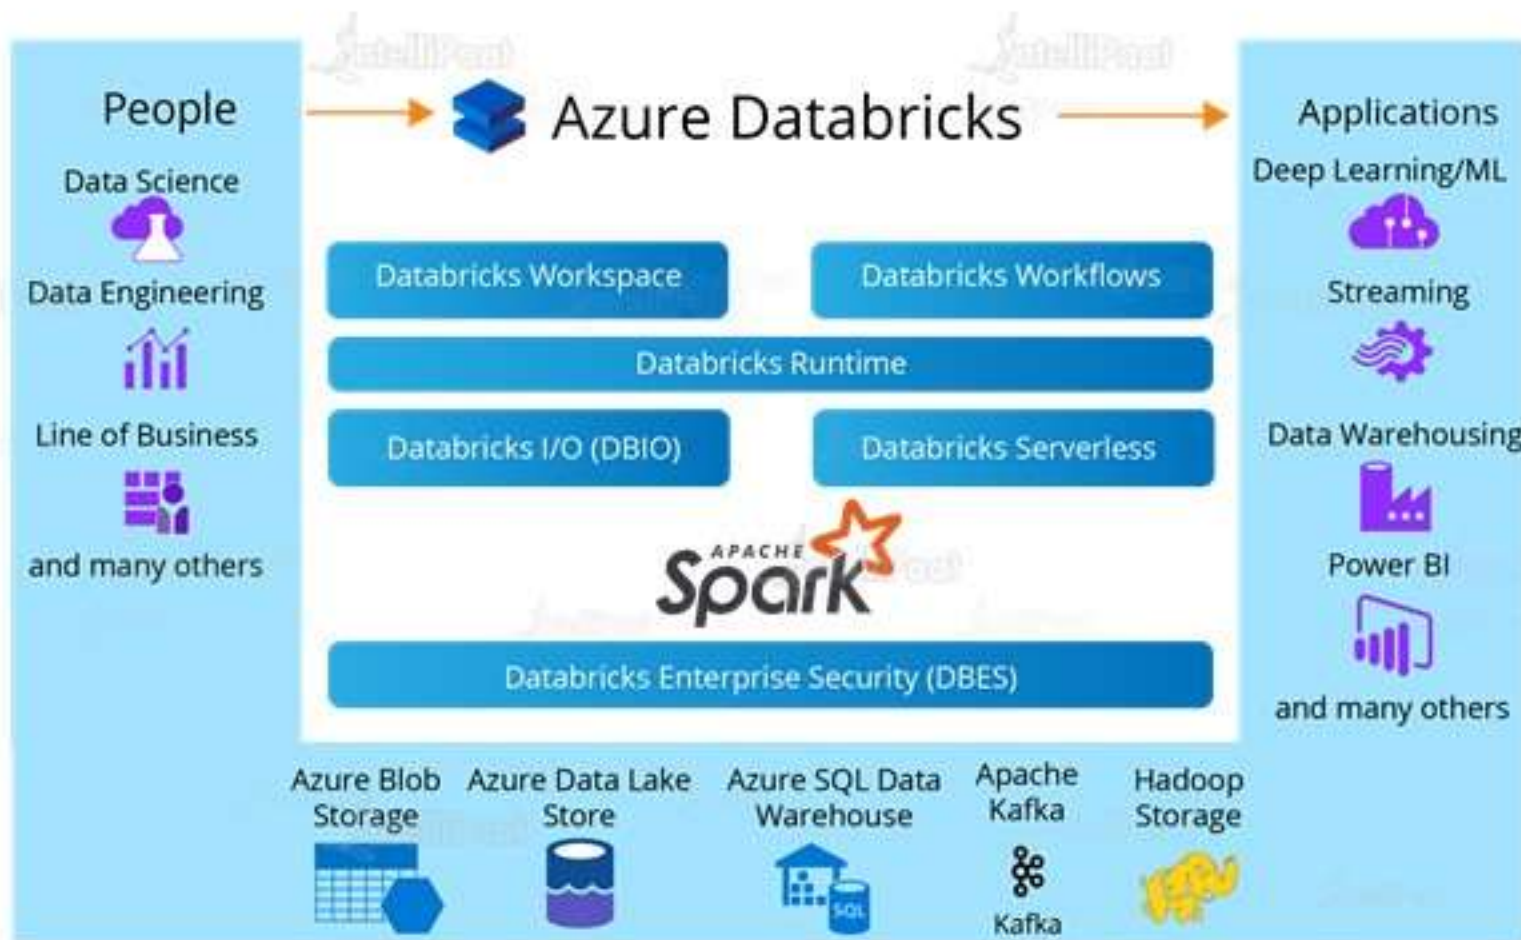 IntelliPaat
IntelliPaat
People
Azure Databricks
Applications
Data Science
Data Engineering
Line of Business
and many others
Databricks Workspace
Databricks Workflows
Databricks Runtime
Databricks I/O (DBIO)
Databricks Serverless
APACHE
Spark
Databricks Enterprise Security (DBES)
Deep Learning/ML
Streaming
Data Warehousing
Power BI
and many others
Azure Blob
Storage
Azure Data Lake
Store
Azure SQL Data
Warehouse
SQL
Apache
Kafka
Kafka
Hadoop
Storage